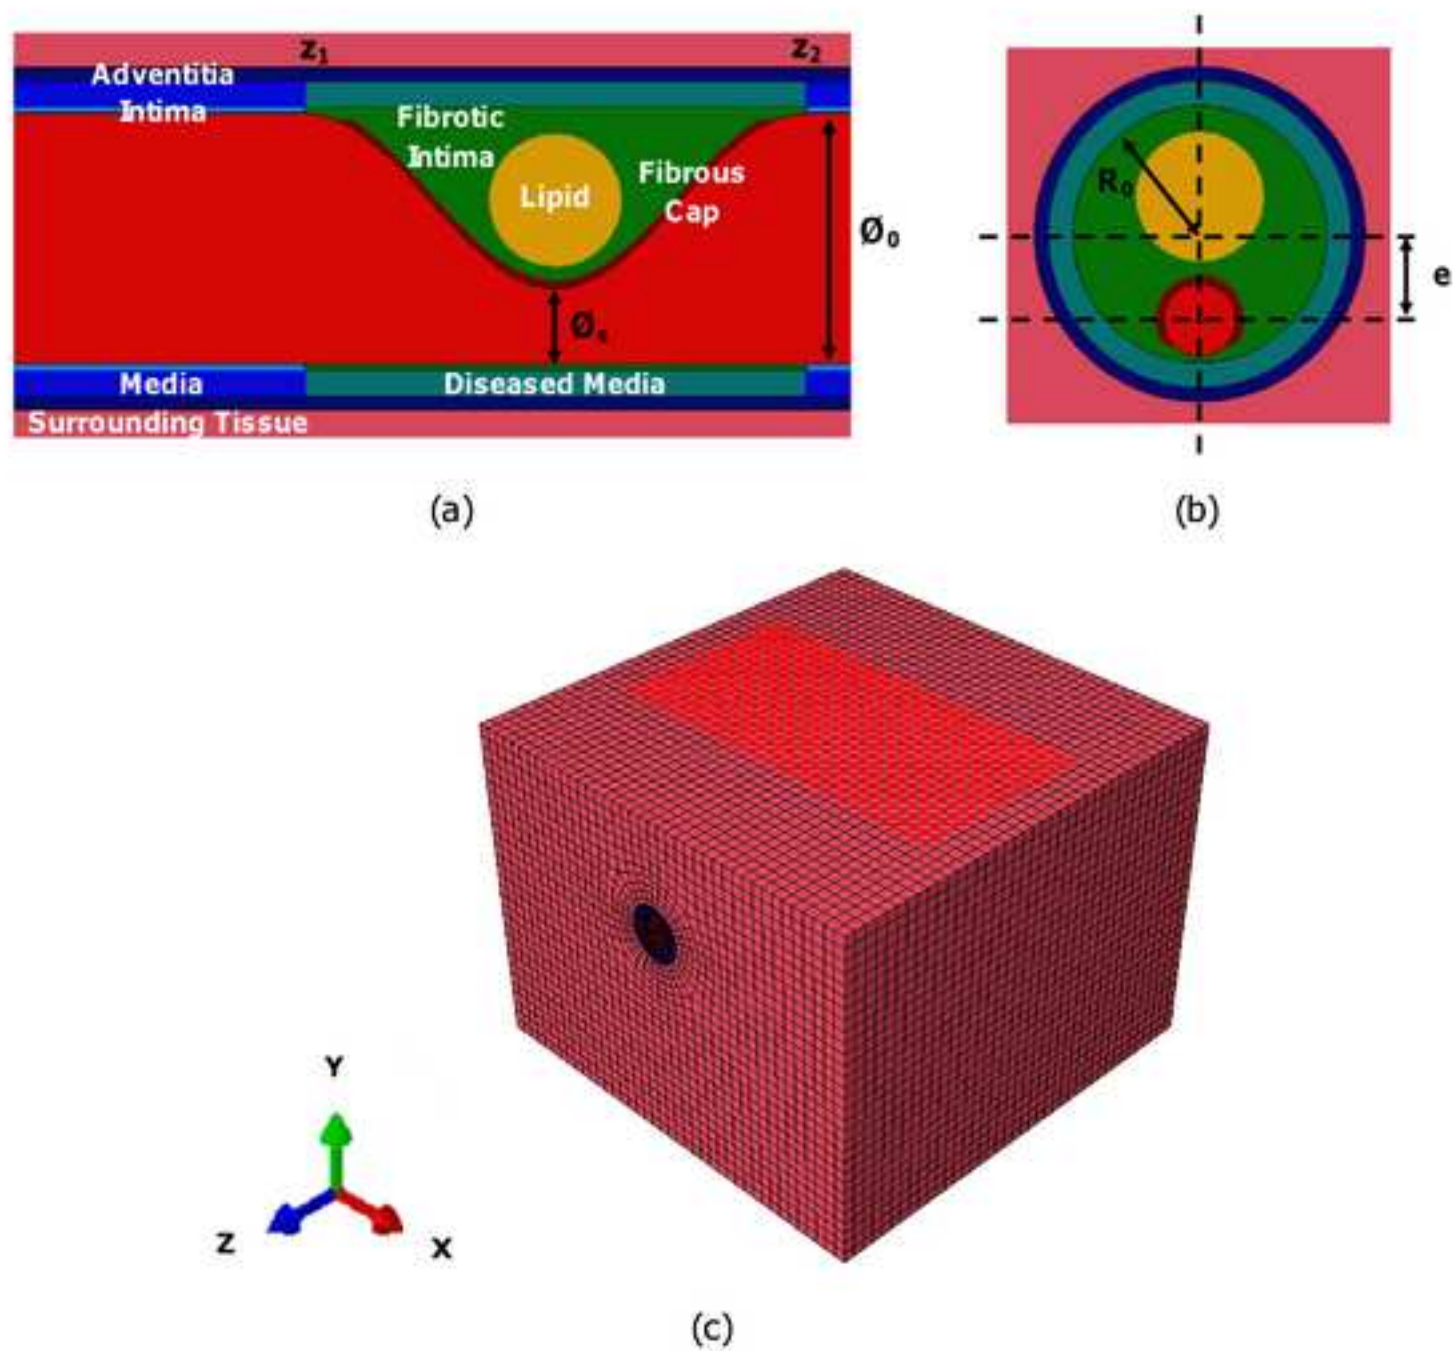 z₁
z₂
Adventitia
Intima
Fibrotic
Intima
Lipid
Fibrous
Cap
Ø₀
Øₛ
Media
Diseased Media
Surrounding Tissue
(a)
R₀
e
(b)
Y
Z
X
(c)